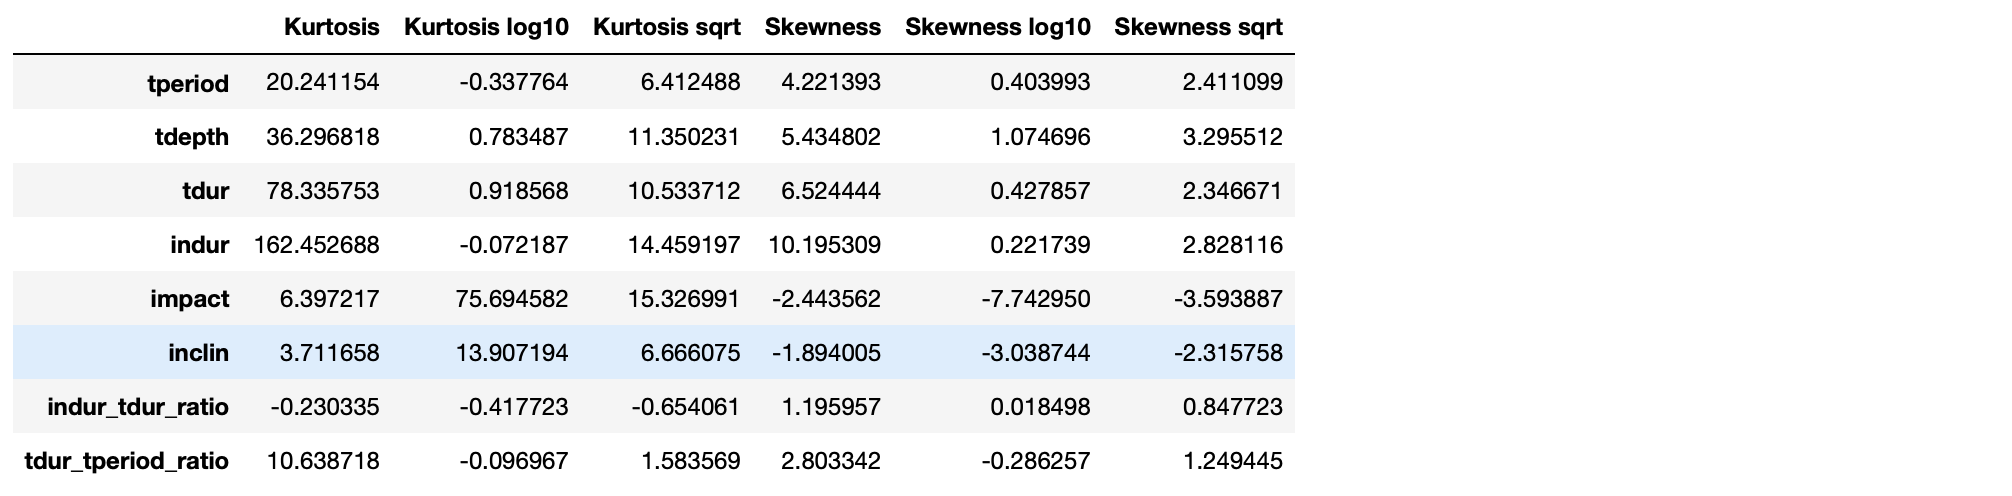 Kurtosis Kurtosis log10 Kurtosis sqrt Skewness Skewness log10 Skewness sqrt
tperiod 20.241154 -0.337764 6.412488 4.221393 0.403993 2.411099
tdepth 36.296818 0.783487 11.350231 5.434802 1.074696 3.295512
tdur 78.335753 0.918568 10.533712 6.524444 0.427857 2.346671
indur 162.452688 -0.072187 14.459197 10.195309 0.221739 2.828116
impact 6.397217 75.694582 15.326991 -2.443562 -7.742950 -3.593887
inclin 3.711658 13.907194 6.666075 -1.894005 -3.038744 -2.315758
indur_tdur_ratio -0.230335 -0.417723 -0.654061 1.195957 0.018498 0.847723
tdur_tperiod_ratio 10.638718 -0.096967 1.583569 2.803342 -0.286257 1.249445